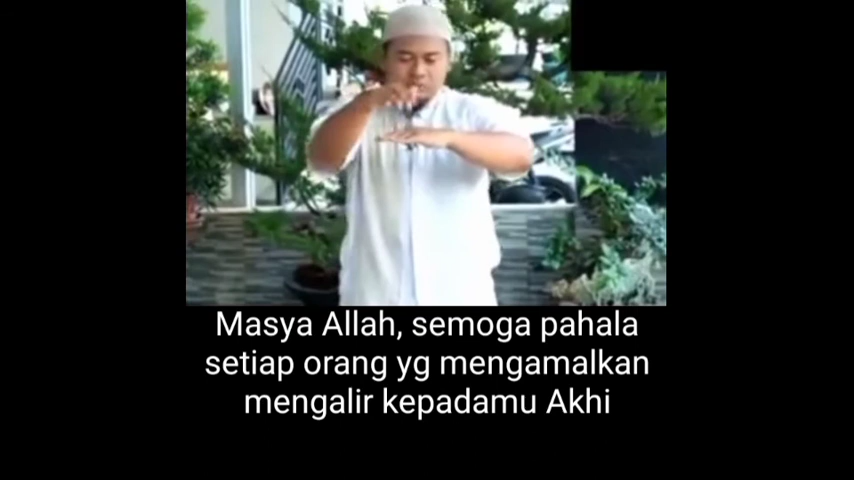 Masya Allah, semoga pahala
setiap orang yg mengamalkan
mengalir kepadamu Akhi